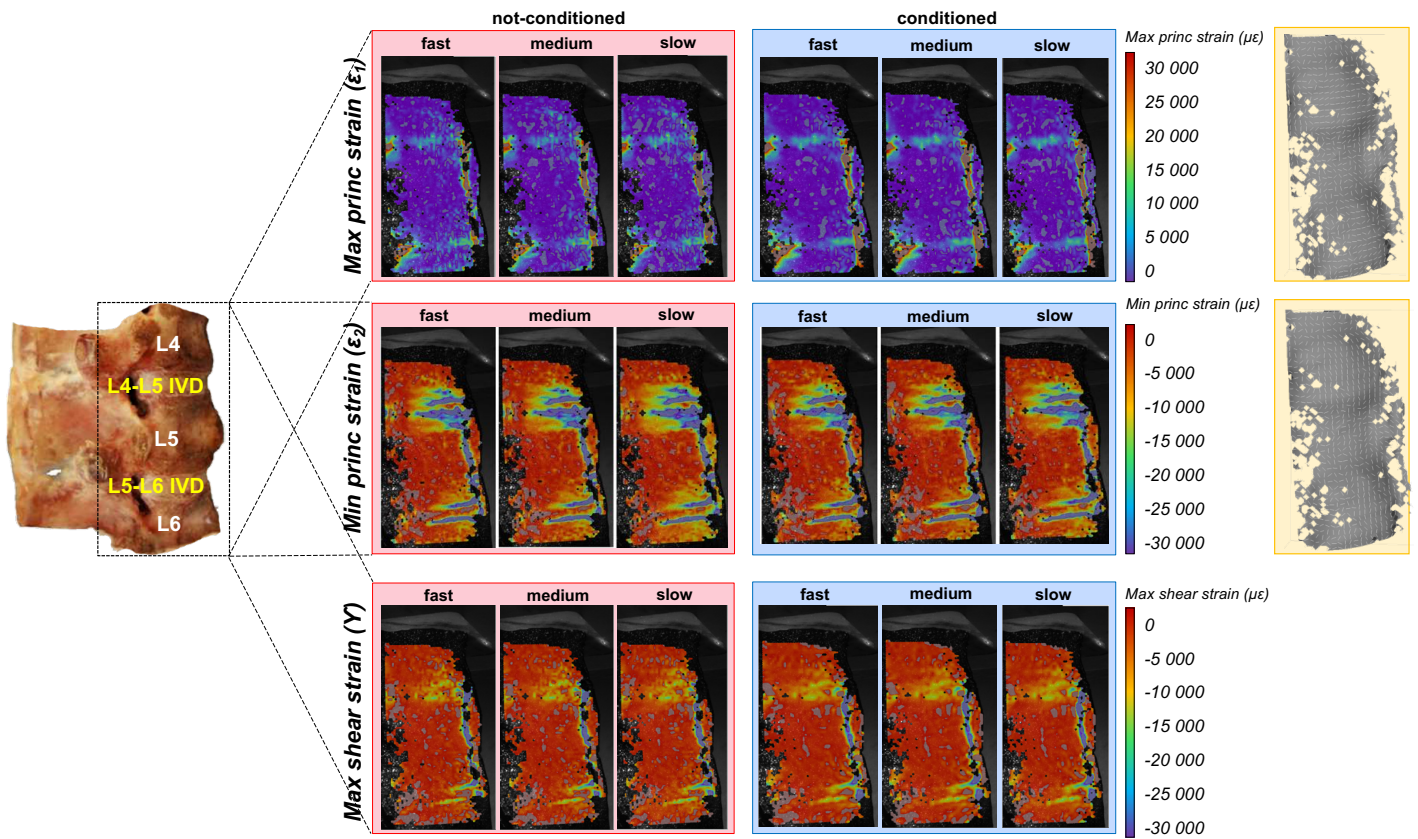 not-conditioned
conditioned
fast
medium
slow
fast
medium
slow
Max princ strain (ε1)
Max princ strain (με)
30 000
25 000
20 000
15 000
10 000
5 000
0
L4
L4-L5 IVD
L5
L5-L6 IVD
L6
Min princ strain (ε2)
fast
medium
slow
fast
medium
slow
Min princ strain (με)
0
-5 000
-10 000
-15 000
-20 000
-25 000
-30 000
Max shear strain (Y)
fast
medium
slow
fast
medium
slow
Max shear strain (με)
0
-5 000
-10 000
-15 000
-20 000
-25 000
-30 000